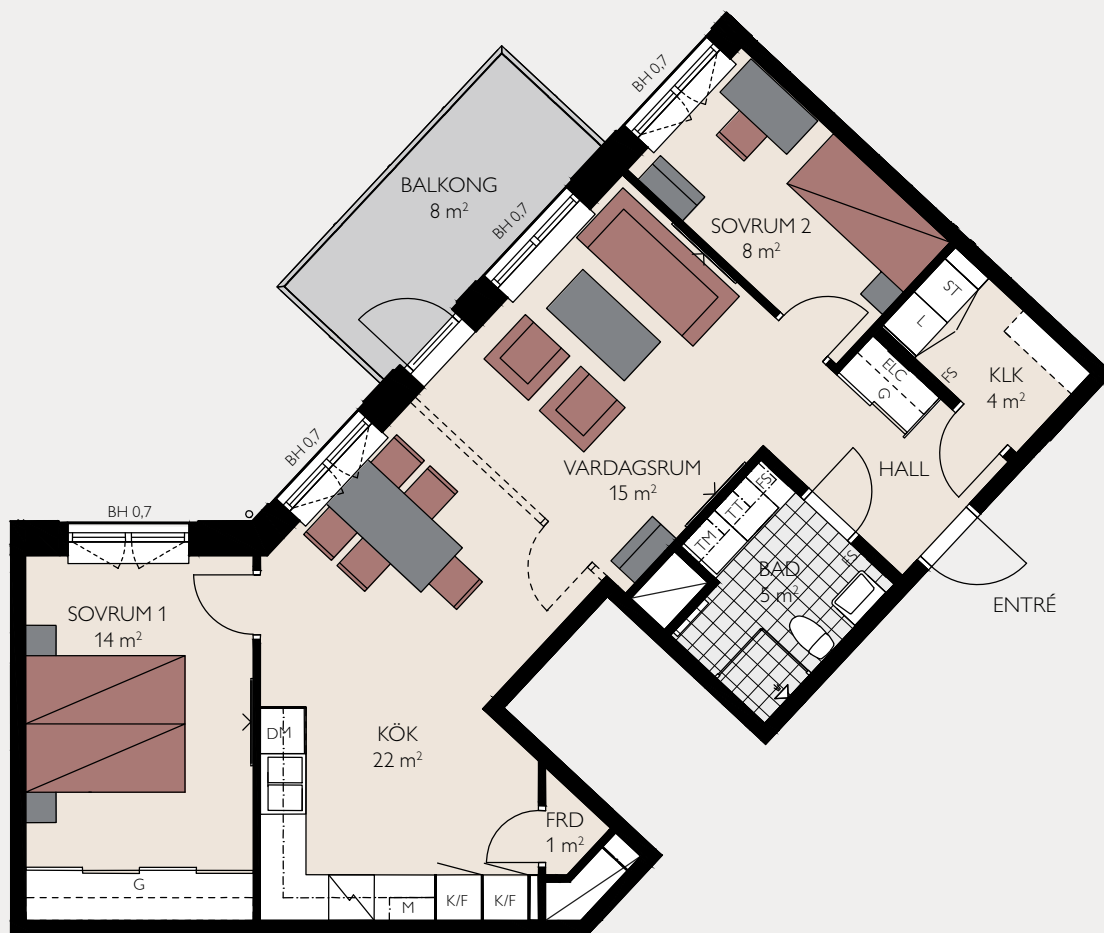 BH 0,7
BALKONG
8 m²
BH 0,7
SOVRUM 2
8 m²
ST
L
ELC
G
FS
KLK
4 m²
BH 0,7
VARDAGSRUM
15 m²
HALL
FS
TT
TM
BAD
5 m²
FS
ENTRÉ
BH 0,7
SOVRUM 1
14 m²
DM
KÖK
22 m²
FRD
1 m²
G
M
K/F
K/F